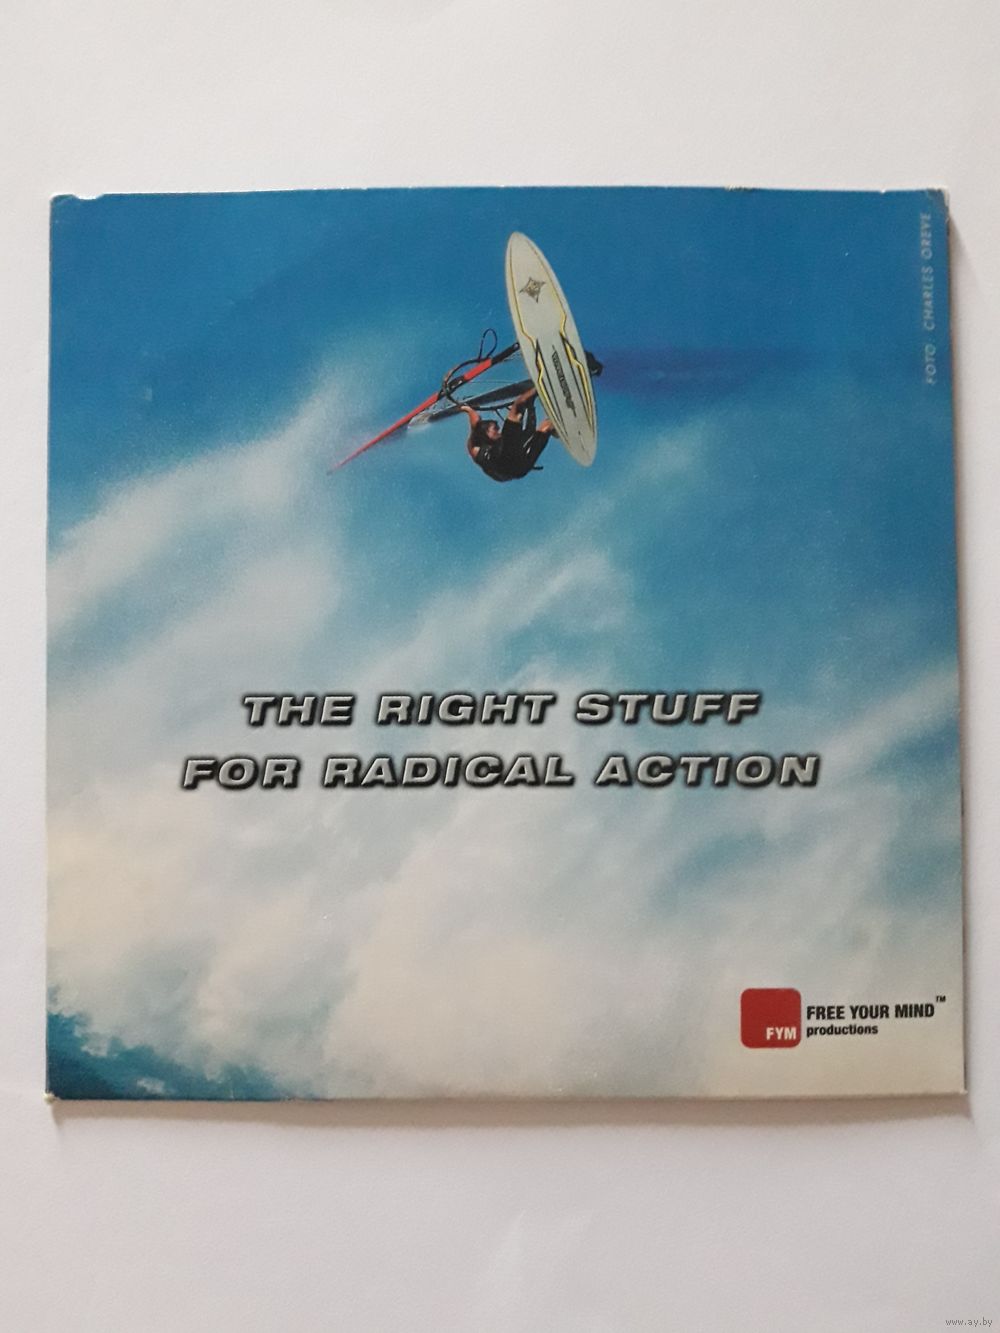 FOTO CHARLES OREVE
THE RIGHT STUFF
FOR RADICAL ACTION
FYM
FREE YOUR MIND™
productions
www.ay.by